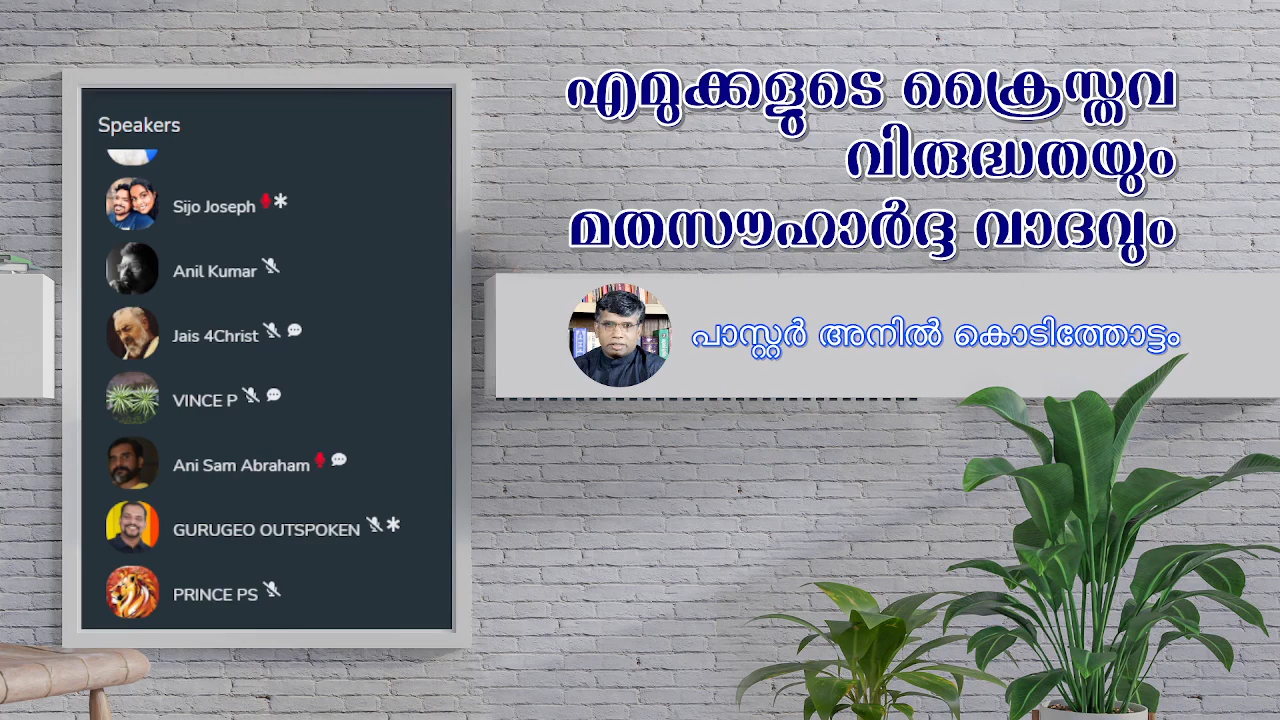 എമുക്കളുടെ ക്രൈസ്തവ
വിരുദ്ധതയും
മതസൗഹാർദ്ദ വാദവും
പാസ്റ്റർ അനിൽ കൊടിത്തോട്ടം
Speakers
Sijo Joseph
Anil Kumar
Jais 4Christ
VINCE P
Ani Sam Abraham
GURUGEO OUTSPOKEN
PRINCE PS